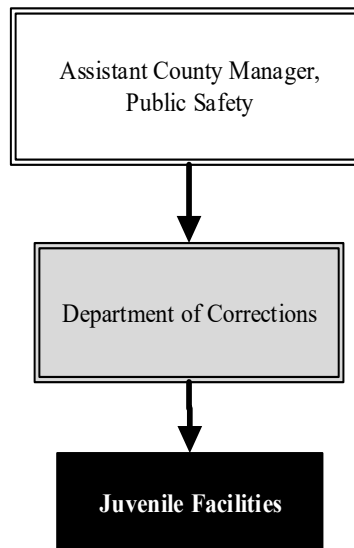 Assistant County Manager,
Public Safety
Department of Corrections
Juvenile Facilities